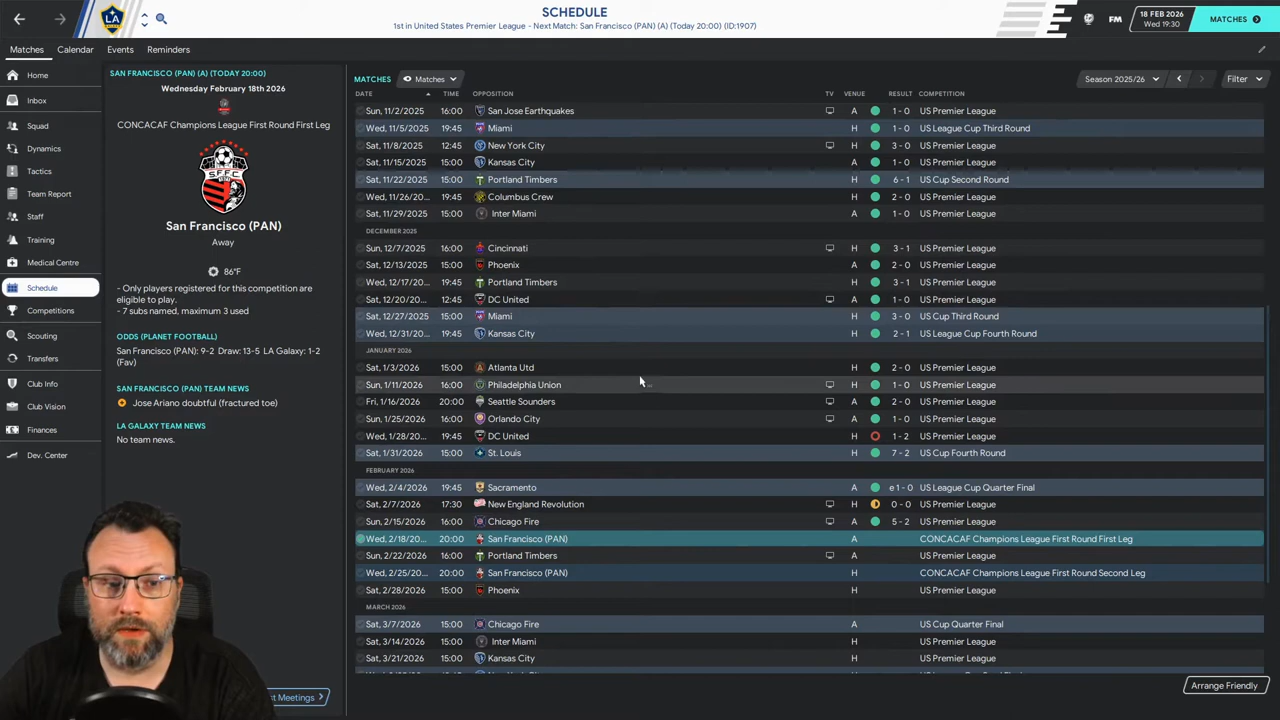 SCHEDULE
1st in United States Premier League - Next Match: San Francisco (PAN) (A) (Today 20:00) (ID:1907)
LA
FM
18 FEB 2026
Wed 19:30
MATCHES
Matches Calendar Events Reminders
Home
Inbox
Squad
Dynamics
Tactics
Team Report
Staff
Training
Medical Centre
Schedule
Competitions
Scouting
Transfers
Club Info
Club Vision
Finances
Dev. Center
SAN FRANCISCO (PAN) (A) (TODAY 20:00)
Wednesday February 18th 2026
CONCACAF Champions League First Round First Leg
SFFC
San Francisco (PAN)
Away
86°F
- Only players registered for this competition are
eligible to play.
- 7 subs named, maximum 3 used
ODDS (PLANET FOOTBALL)
San Francisco (PAN): 9-2 Draw: 13-5 LA Galaxy: 1-2
(Fav)
SAN FRANCISCO (PAN) TEAM NEWS
Jose Ariano doubtful (fractured toe)
LA GALAXY TEAM NEWS
No team news.
st Meetings
MATCHES Matches Season 2025/26 Filter
DATE TIME OPPOSITION TV VENUE RESULT COMPETITION
Sun, 11/2/2025 16:00 San Jose Earthquakes A 1 - 0 US Premier League
Wed, 11/5/2025 19:45 Miami H 1 - 0 US League Cup Third Round
Sat, 11/8/2025 12:45 New York City H 3 - 0 US Premier League
Sat, 11/15/2025 15:00 Kansas City A 1 - 0 US Premier League
Sat, 11/22/2025 15:00 Portland Timbers H 6 - 1 US Cup Second Round
Wed, 11/26/20... 19:45 Columbus Crew H 2 - 0 US Premier League
Sat, 11/29/2025 15:00 Inter Miami A 1 - 0 US Premier League
DECEMBER 2025
Sun, 12/7/2025 16:00 Cincinnati H 3 - 1 US Premier League
Sat, 12/13/2025 15:00 Phoenix A 2 - 0 US Premier League
Wed, 12/17/20... 19:45 Portland Timbers H 3 - 1 US Premier League
Sat, 12/20/20... 12:45 DC United A 1 - 0 US Premier League
Sat, 12/27/2025 15:00 Miami H 3 - 0 US Cup Third Round
Wed, 12/31/20... 19:45 Kansas City H 2 - 1 US League Cup Fourth Round
JANUARY 2026
Sat, 1/3/2026 15:00 Atlanta Utd H 2 - 0 US Premier League
Sun, 1/11/2026 16:00 Philadelphia Union H 1 - 0 US Premier League
Fri, 1/16/2026 20:00 Seattle Sounders A 2 - 0 US Premier League
Sun, 1/25/2026 16:00 Orlando City H 1 - 0 US Premier League
Wed, 1/28/20... 19:45 DC United H 1 - 2 US Premier League
Sat, 1/31/2026 15:00 St. Louis H 7 - 2 US Cup Fourth Round
FEBRUARY 2026
Wed, 2/4/2026 19:45 Sacramento A e 1 - 0 US League Cup Quarter Final
Sat, 2/7/2026 17:30 New England Revolution H 0 - 0 US Premier League
Sun, 2/15/2026 16:00 Chicago Fire A 5 - 2 US Premier League
Wed, 2/18/20... 20:00 San Francisco (PAN) A CONCACAF Champions League First Round First Leg
Sun, 2/22/2026 16:00 Portland Timbers A US Premier League
Wed, 2/25/20... 20:00 San Francisco (PAN) H CONCACAF Champions League First Round Second Leg
Sat, 2/28/2026 15:00 Phoenix H US Premier League
MARCH 2026
Sat, 3/7/2026 15:00 Chicago Fire A US Cup Quarter Final
Sat, 3/14/2026 15:00 Inter Miami H US Premier League
Sat, 3/21/2026 15:00 Kansas City H US Premier League
Arrange Friendly